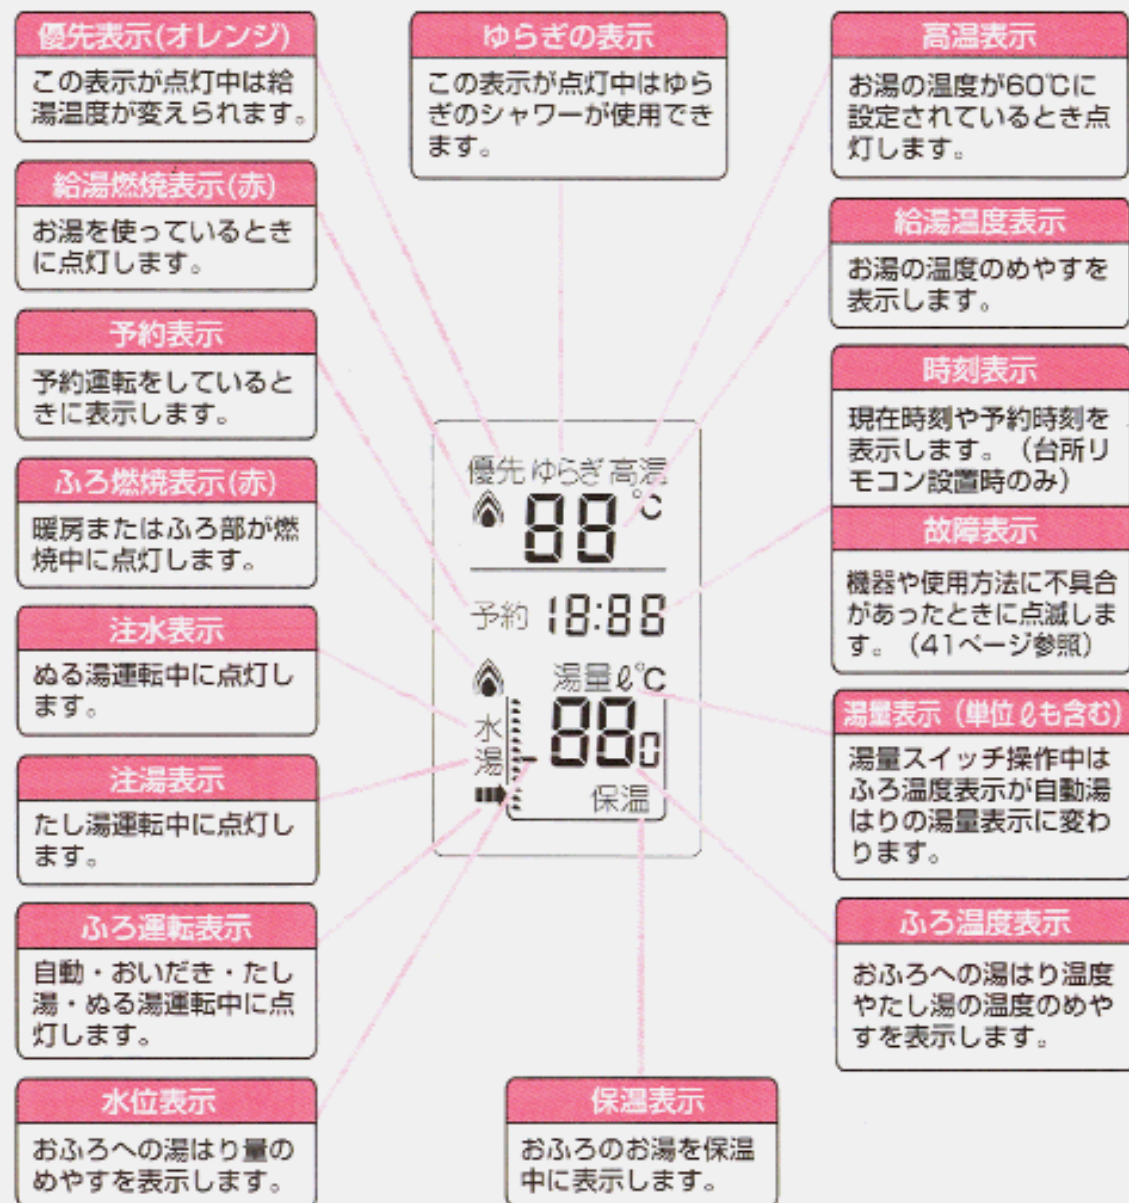 優先表示(オレンジ)
この表示が点灯中は給
湯温度が変えられます。
給湯燃焼表示(赤)
お湯を使っているとき
に点灯します。
予約表示
予約運転をしていると
きに表示します。
ふろ燃焼表示(赤)
暖房またはふろ部が燃
焼中に点灯します。
注水表示
ぬる湯運転中に点灯し
ます。
注湯表示
たし湯運転中に点灯し
ます。
ふろ運転表示
自動・おいだき・たし
湯・ぬる湯運転中に点
灯します。
水位表示
おふろへの湯はり量の
めやすを表示します。
ゆらぎの表示
この表示が点灯中はゆら
ぎのシャワーが使用でき
ます。
優先 ゆらぎ 高温
88℃
予約 18:88
湯量ℓ℃
水
湯
880
保温
保温表示
おふろのお湯を保温
中に表示します。
高温表示
お湯の温度が60℃に
設定されているとき点
灯します。
給湯温度表示
お湯の温度のめやすを
表示します。
時刻表示
現在時刻や予約時刻を
表示します。（台所リ
モコン設置時のみ）
故障表示
機器や使用方法に不具合
があったときに点滅しま
す。（41ページ参照）
湯量表示（単位ℓも含む）
湯量スイッチ操作中は
ふろ温度表示が自動湯
はりの湯量表示に変わ
ります。
ふろ温度表示
おふろへの湯はり温度
やたし湯の温度のめや
すを表示します。